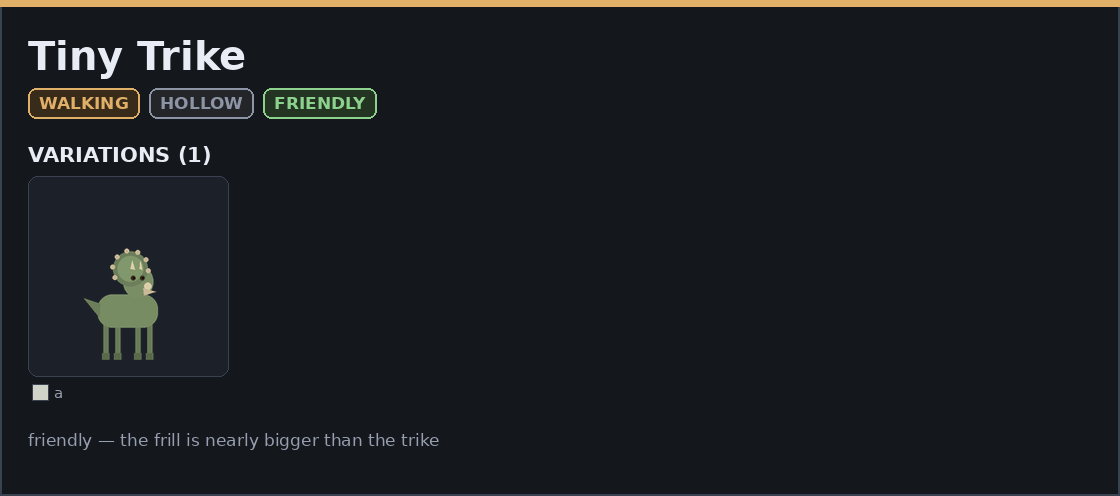 Tiny Trike
WALKING HOLLOW FRIENDLY
VARIATIONS (1)
a
friendly — the frill is nearly bigger than the trike